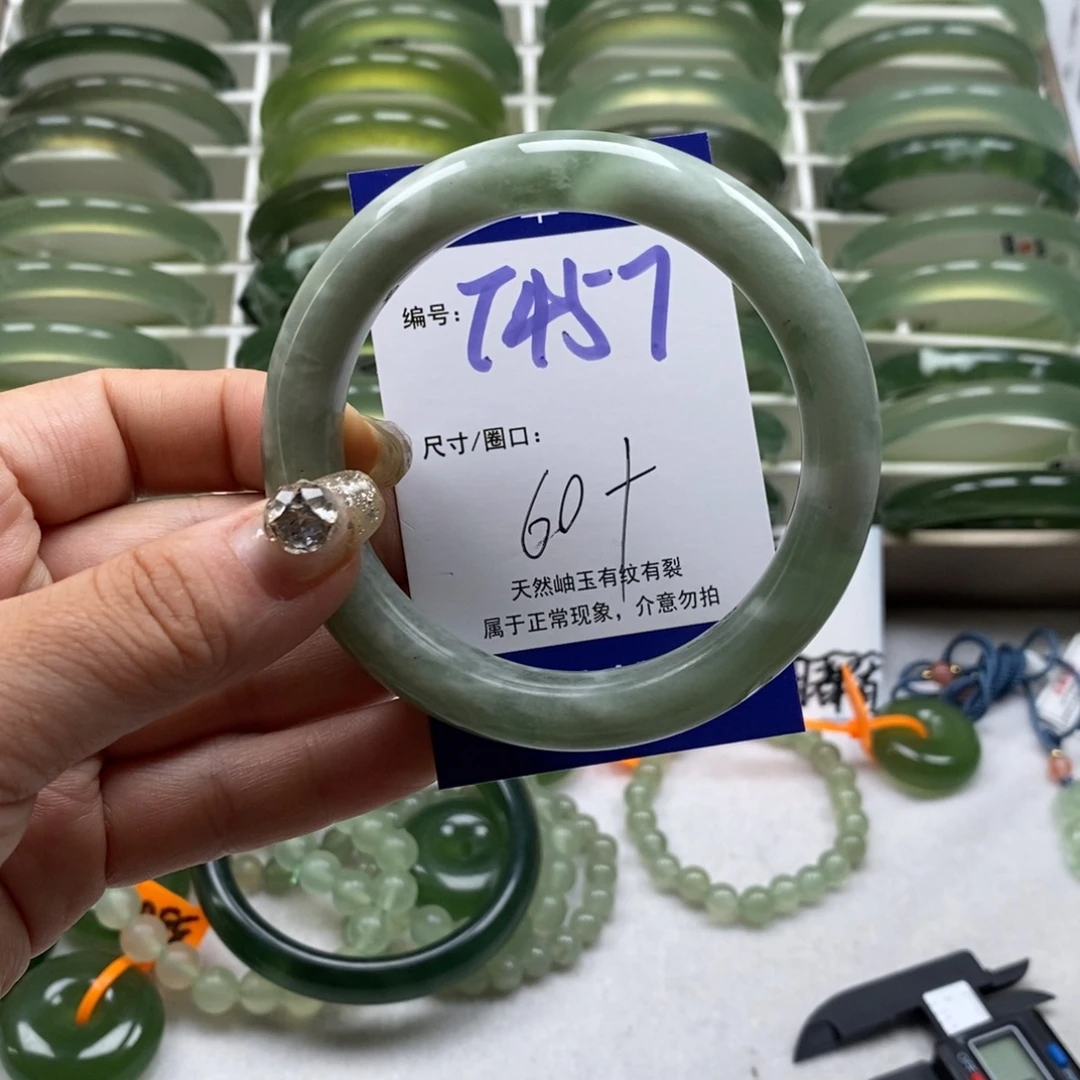 编号: T457
尺寸/圈口:
60+
天然岫玉有纹有裂
属于正常现象，介意勿拍